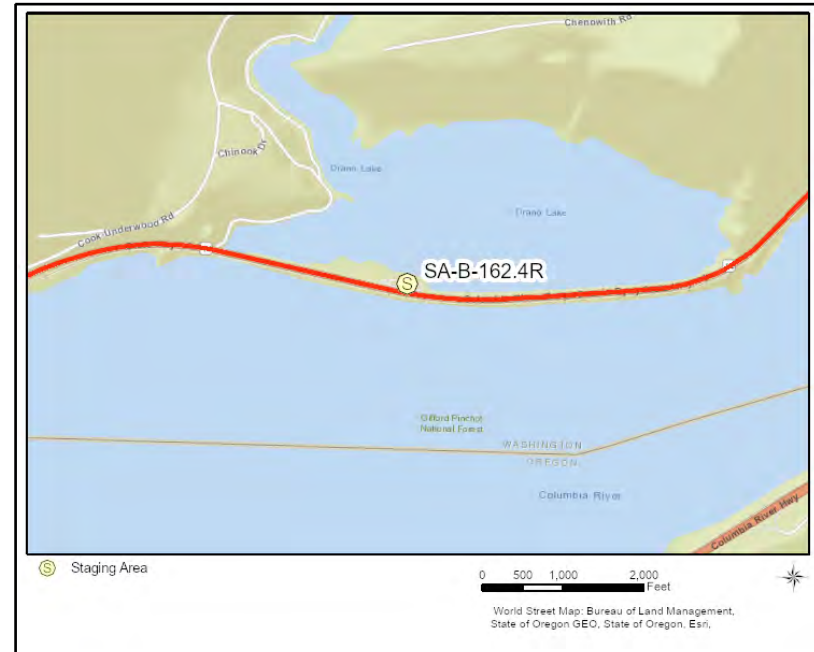 Chenowith Rd
Chinook Dr
Drano Lake
Drano Lake
Cook-Underwood Rd
SA-B-162.4R
S
Gifford Pinchot
National Forest
WASHINGTON
OREGON
Columbia River
Columbia River Hwy
S Staging Area
0 500 1,000 2,000
Feet
World Street Map: Bureau of Land Management,
State of Oregon GEO, State of Oregon, Esri,